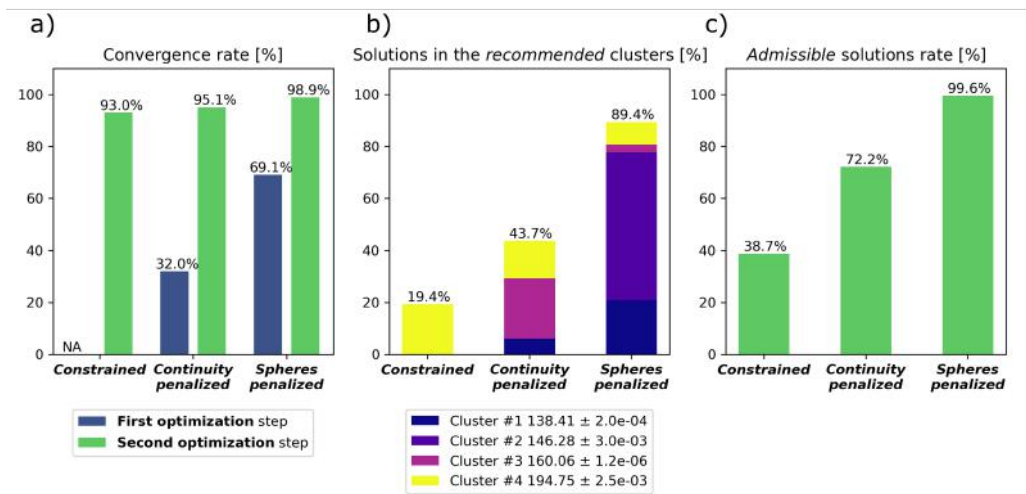 a)
Convergence rate [%]
100
80
60
40
20
0
93.0%
95.1%
98.9%
69.1%
32.0%
NA
Constrained
Continuity
penalized
Spheres
penalized
First optimization step
Second optimization step
b)
Solutions in the recommended clusters [%]
100
80
60
40
20
0
19.4%
43.7%
89.4%
Constrained
Continuity
penalized
Spheres
penalized
Cluster #1 138.41 ± 2.0e-04
Cluster #2 146.28 ± 3.0e-03
Cluster #3 160.06 ± 1.2e-06
Cluster #4 194.75 ± 2.5e-03
c)
Admissible solutions rate [%]
100
80
60
40
20
0
38.7%
72.2%
99.6%
Constrained
Continuity
penalized
Spheres
penalized